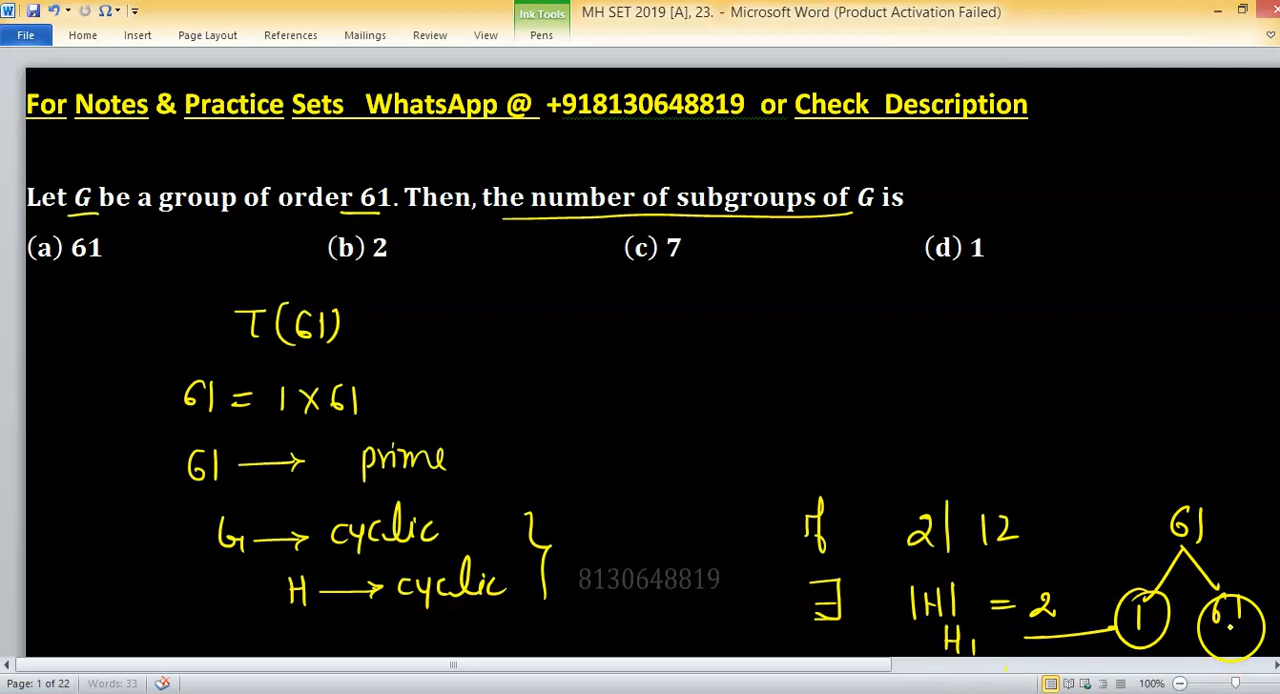 Ink Tools
MH SET 2019 [A], 23. - Microsoft Word (Product Activation Failed)
File Home Insert Page Layout References Mailings Review View Pens
For Notes & Practice Sets WhatsApp @ +918130648819 or Check Description
Let G be a group of order 61. Then, the number of subgroups of G is
(a) 61 (b) 2 (c) 7 (d) 1
T(61)
61 = 1 × 61
61 → prime
G → cyclic
H → cyclic
8130648819
if 2 | 12
∃ |H| = 2
H1
61
1 61
Page: 1 of 22 Words: 33 100%